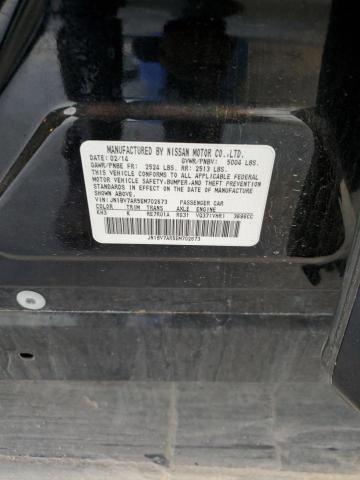 MANUFACTURED BY NISSAN MOTOR CO.,LTD.
DATE: 02/14 GVWR/PNBV: 5004 LBS.
GAWR/PNBE FR: 2524 LBS. RR: 2513 LBS.
THIS VEHICLE CONFORMS TO ALL APPLICABLE FEDERAL
MOTOR VEHICLE SAFETY,BUMPER,AND THEFT PREVENTION
STANDARDS IN EFFECT ON THE DATE OF MANUFACTURE
SHOWN ABOVE.
VIN: JN1BV7AR5EM702673 PASSENGER CAR
COLOR TRIM TRANS AXLE ENGINE
KH3 K RE7R01A R031 VQ37(VHR) 3696CC
JN1BV7AR5EM702673